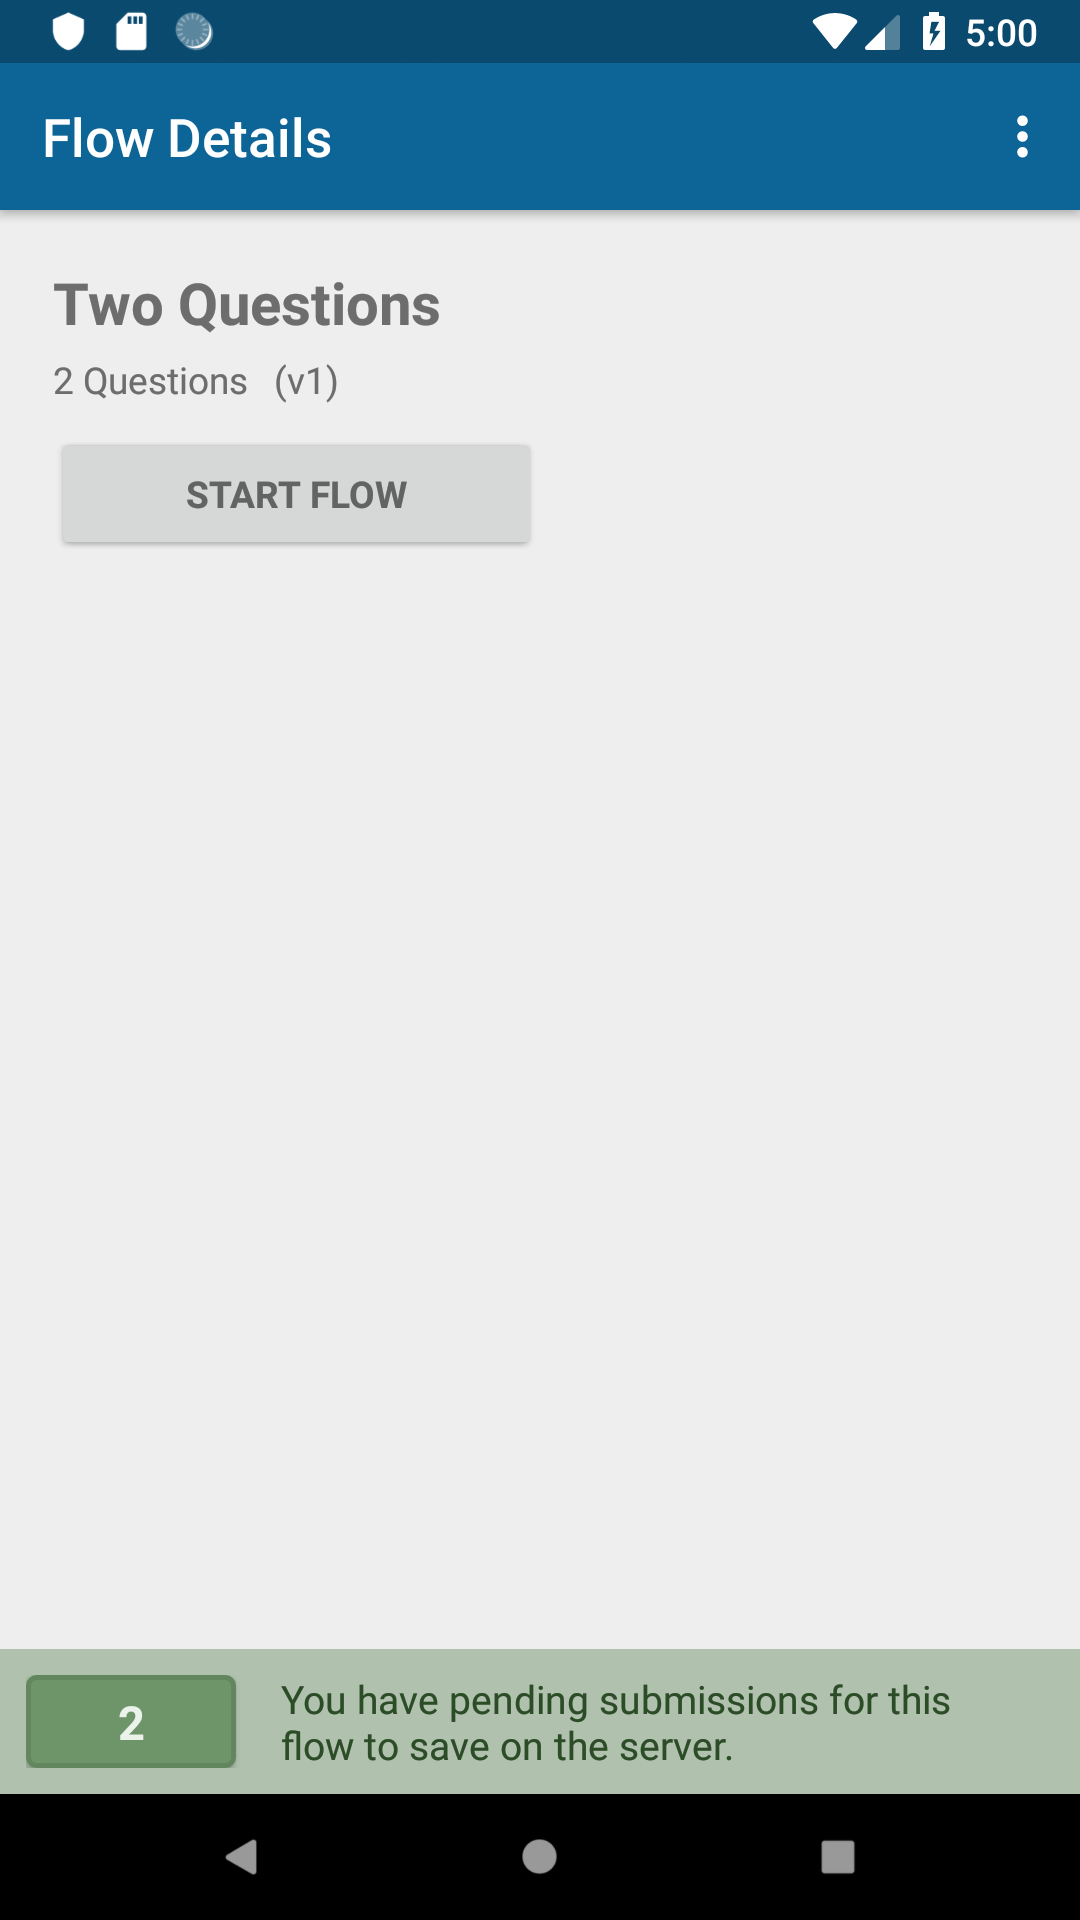 5:00
Flow Details
Two Questions
2 Questions (v1)
START FLOW
2
You have pending submissions for this
flow to save on the server.